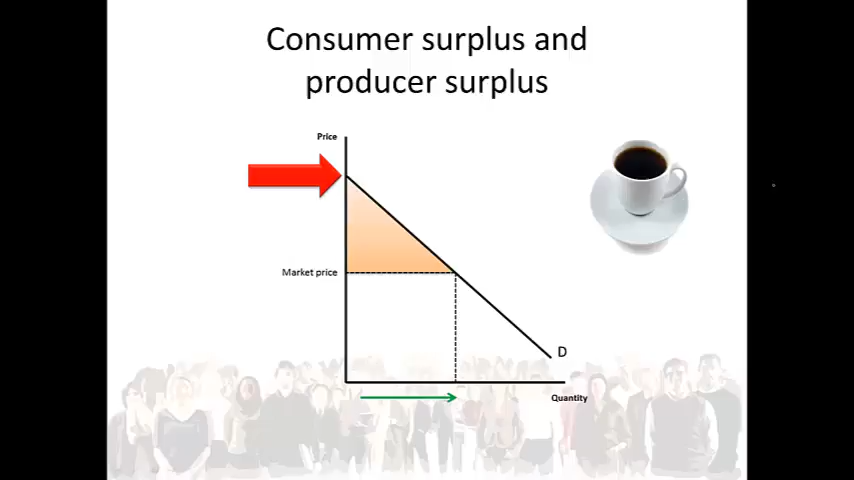 Consumer surplus and
producer surplus
Price
Market price
D
Quantity